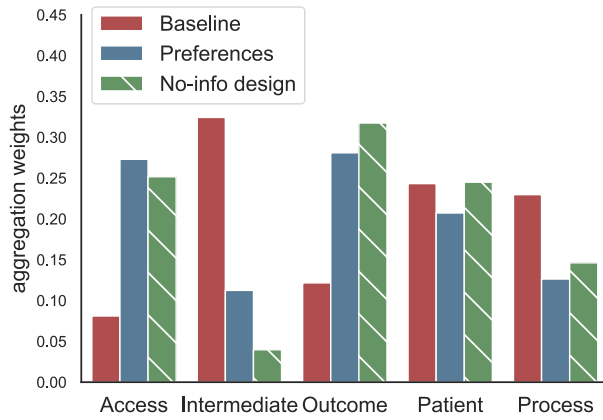 0.45
0.40
0.35
0.30
0.25
0.20
0.15
0.10
0.05
0.00
aggregation weights
Baseline
Preferences
No-info design
Access Intermediate Outcome Patient Process